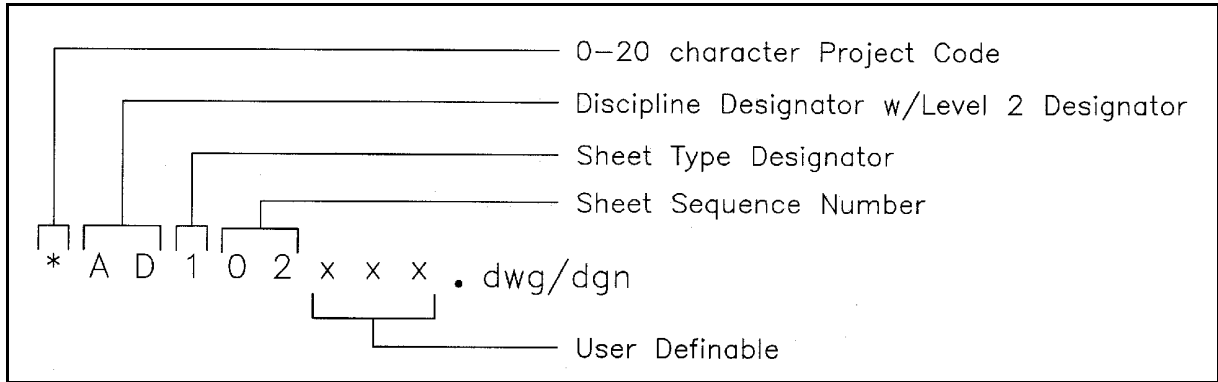 0-20 character Project Code
Discipline Designator w/Level 2 Designator
Sheet Type Designator
Sheet Sequence Number
* A D 1 0 2 x x x . dwg/dgn
User Definable